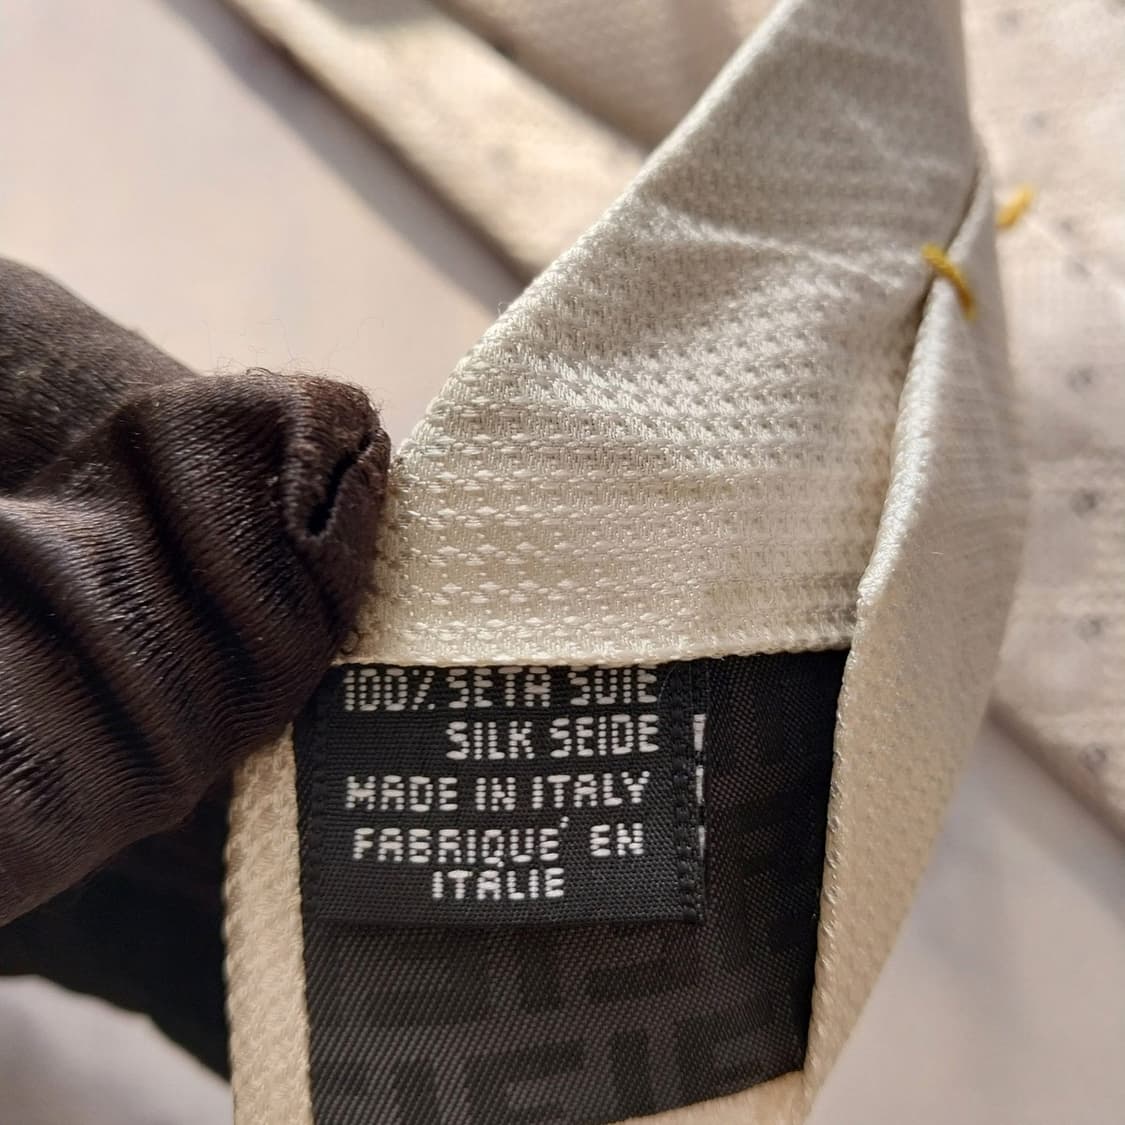 100% SETA SOIE
SILK SEIDE
MADE IN ITALY
FABRIQUE' EN
ITALIE